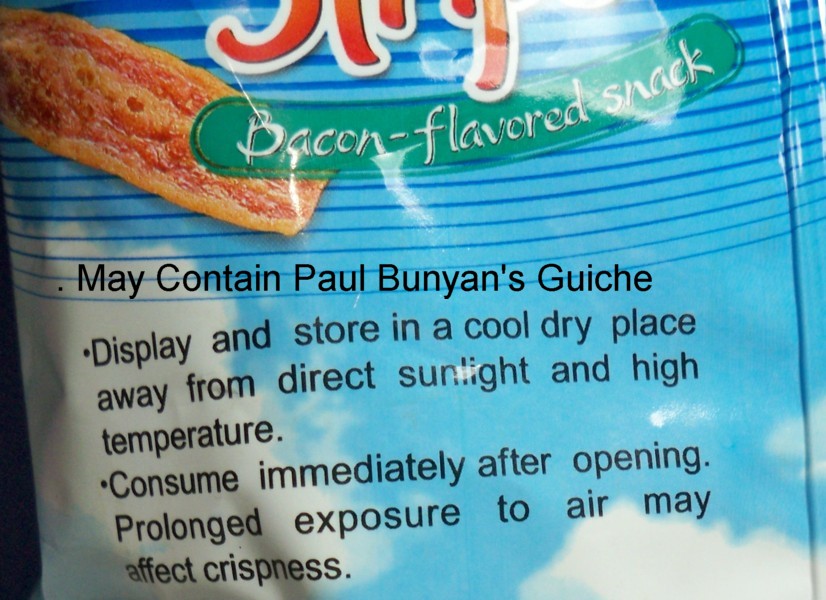 Bacon-flavored snack
. May Contain Paul Bunyan's Guiche
•Display and store in a cool dry place
away from direct sunlight and high
temperature.
•Consume immediately after opening.
Prolonged exposure to air may
affect crispness.